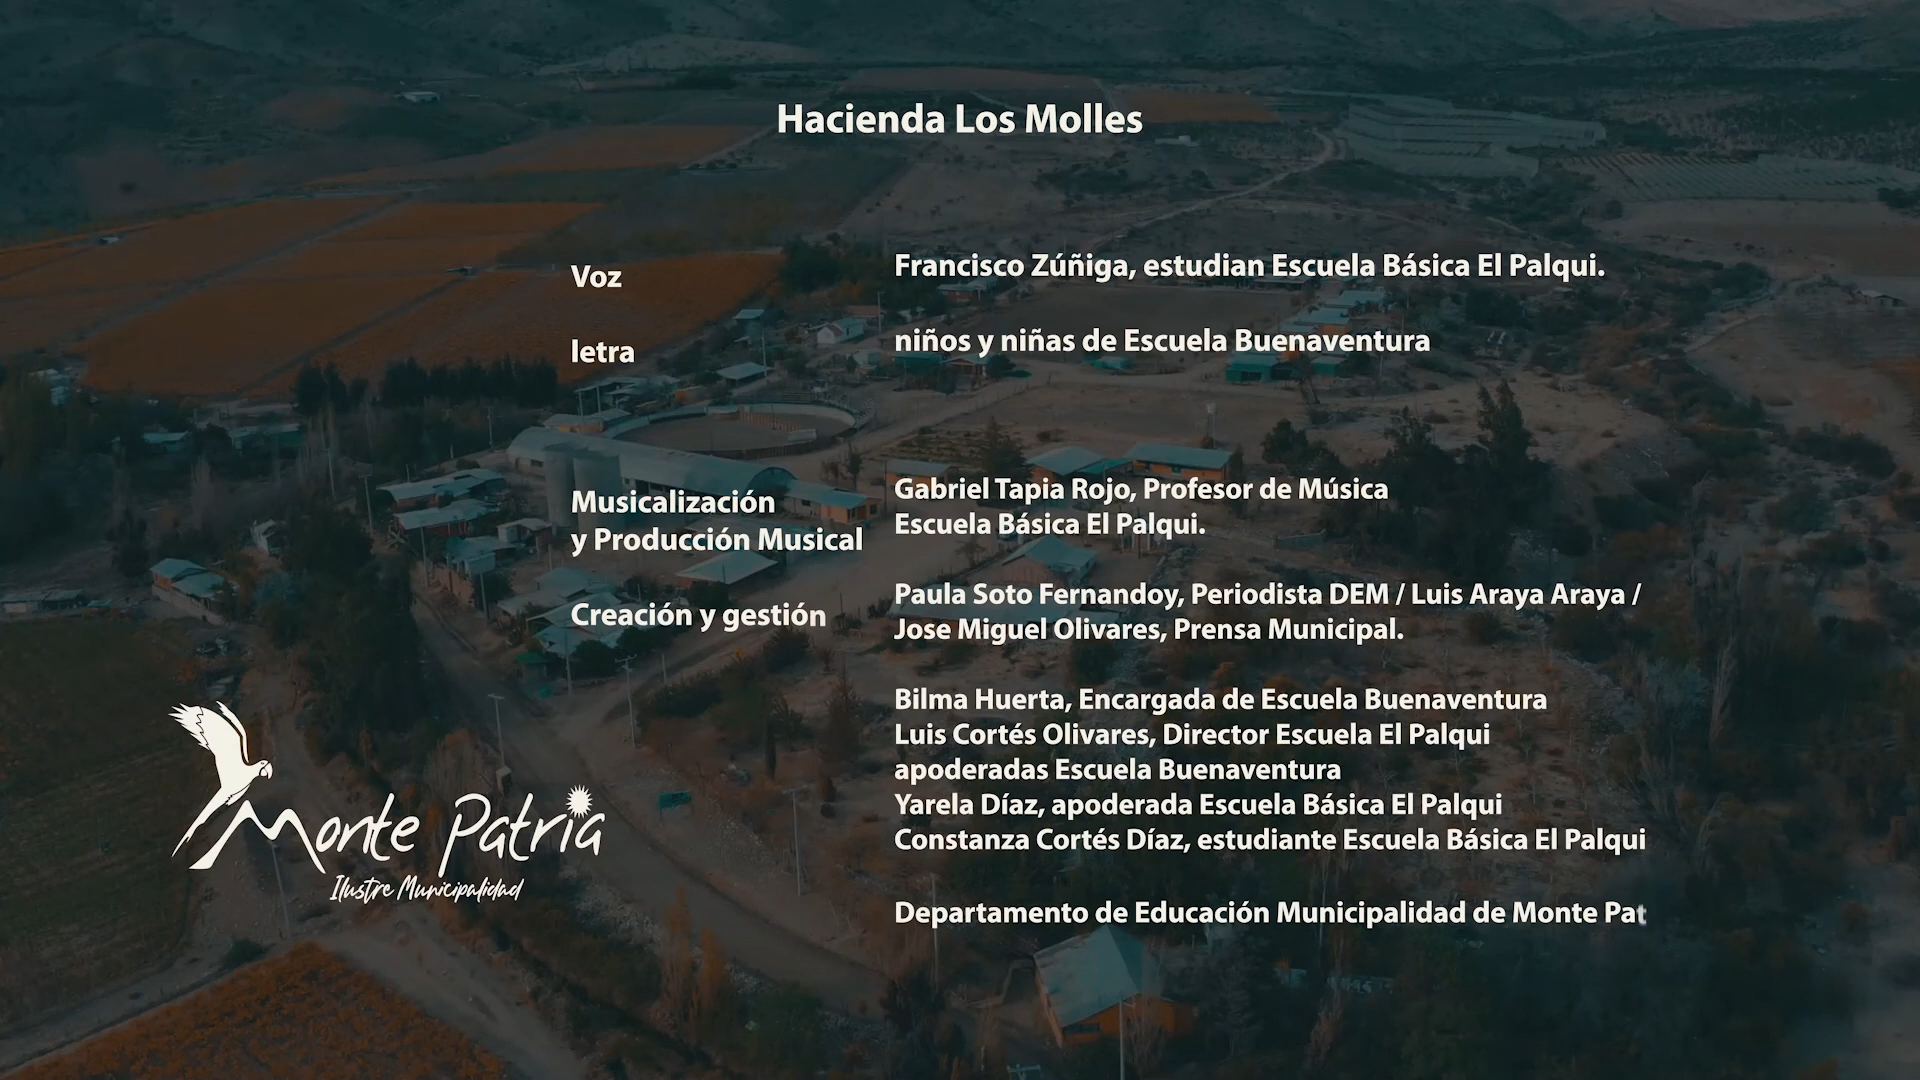 Hacienda Los Molles
Voz
Francisco Zúñiga, estudian Escuela Básica El Palqui.
letra
niños y niñas de Escuela Buenaventura
Musicalización
y Producción Musical
Gabriel Tapia Rojo, Profesor de Música
Escuela Básica El Palqui.
Creación y gestión
Paula Soto Fernandoy, Periodista DEM / Luis Araya Araya /
Jose Miguel Olivares, Prensa Municipal.
Bilma Huerta, Encargada de Escuela Buenaventura
Luis Cortés Olivares, Director Escuela El Palqui
apoderadas Escuela Buenaventura
Yarela Díaz, apoderada Escuela Básica El Palqui
Constanza Cortés Díaz, estudiante Escuela Básica El Palqui
Departamento de Educación Municipalidad de Monte Pat
Monte Patria
Ilustre Municipalidad